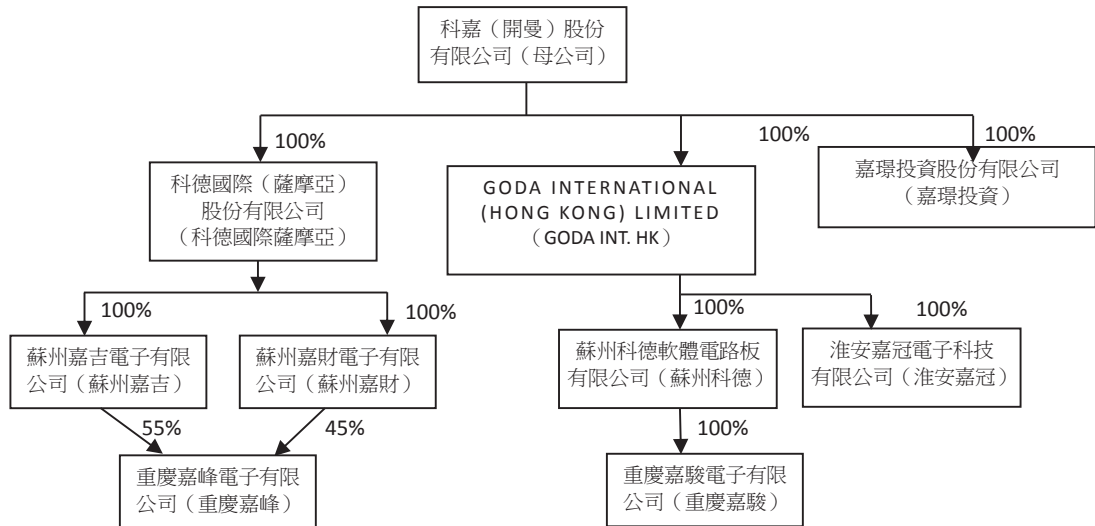 科嘉（開曼）股份
有限公司（母公司）
100%
100%
100%
科德國際（薩摩亞）
股份有限公司
（科德國際薩摩亞）
GODA INTERNATIONAL
(HONG KONG) LIMITED
（GODA INT. HK）
嘉璟投資股份有限公司
（嘉璟投資）
100%
100%
100%
100%
蘇州嘉吉電子有限
公司（蘇州嘉吉）
蘇州嘉財電子有限
公司（蘇州嘉財）
蘇州科德軟體電路板
有限公司（蘇州科德）
淮安嘉冠電子科技
有限公司（淮安嘉冠）
55%
45%
100%
重慶嘉峰電子有限
公司（重慶嘉峰）
重慶嘉駿電子有限
公司（重慶嘉駿）